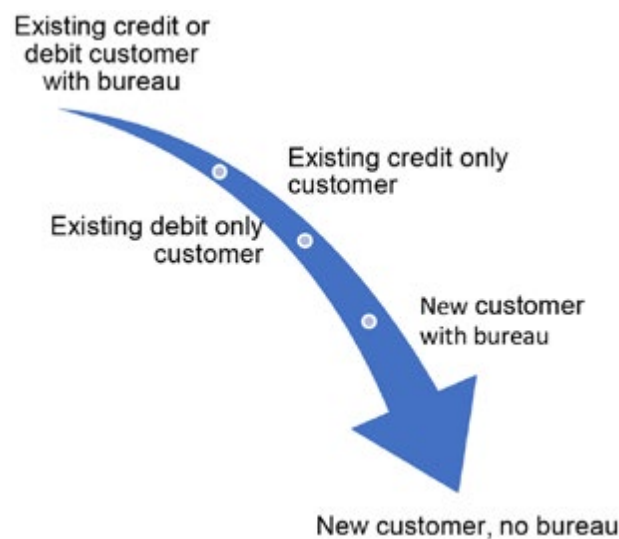 Existing credit or
debit customer
with bureau
Existing credit only
customer
Existing debit only
customer
New customer
with bureau
New customer, no bureau